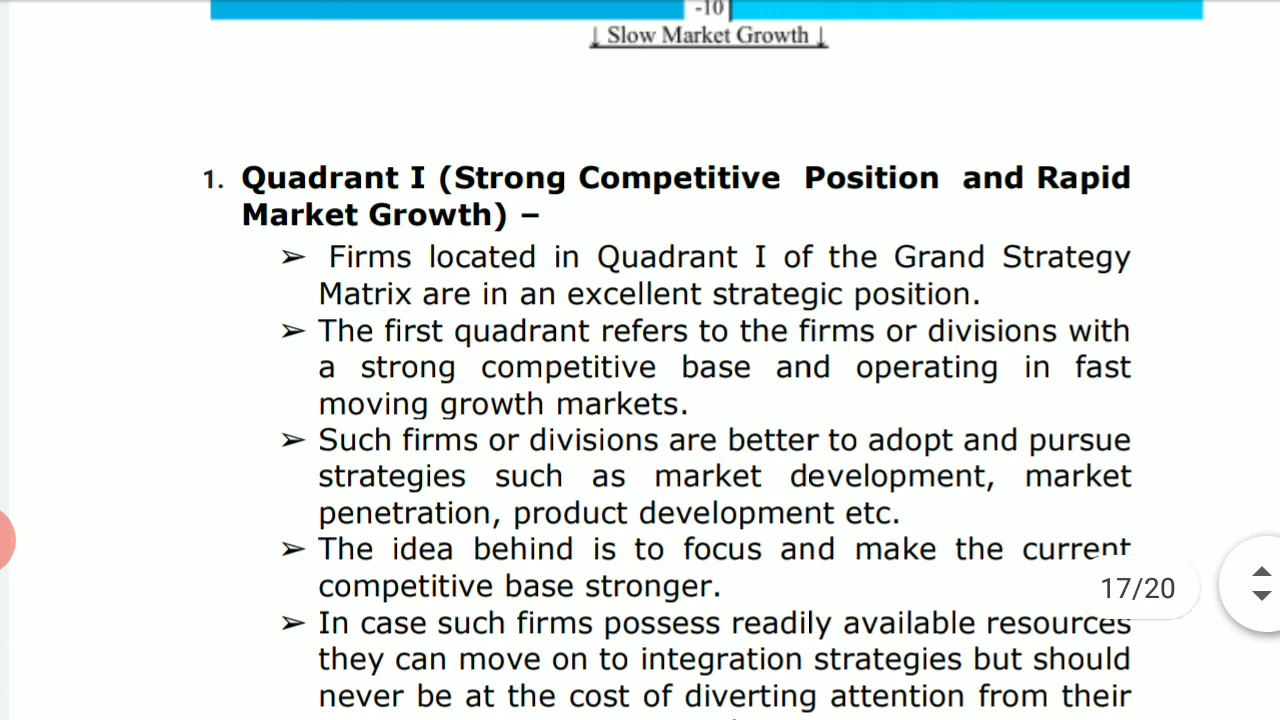 -10
↓ Slow Market Growth ↓
1. Quadrant I (Strong Competitive Position and Rapid
Market Growth) –
➢ Firms located in Quadrant I of the Grand Strategy
Matrix are in an excellent strategic position.
➢ The first quadrant refers to the firms or divisions with
a strong competitive base and operating in fast
moving growth markets.
➢ Such firms or divisions are better to adopt and pursue
strategies such as market development, market
penetration, product development etc.
➢ The idea behind is to focus and make the current
competitive base stronger.
17/20
➢ In case such firms possess readily available resources
they can move on to integration strategies but should
never be at the cost of diverting attention from their